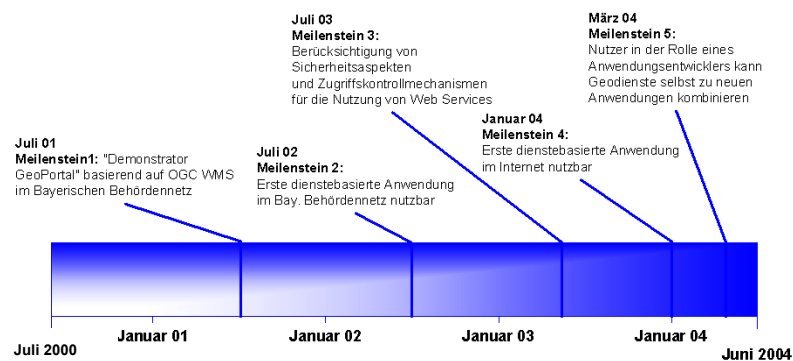 Juli 03
Meilenstein 3:
Berücksichtigung von
Sicherheitsaspekten
und Zugriffskontrollmechanismen
für die Nutzung von Web Services
März 04
Meilenstein 5:
Nutzer in der Rolle eines
Anwendungsentwicklers kann
Geodienste selbst zu neuen
Anwendungen kombinieren
Januar 04
Meilenstein 4:
Erste dienstebasierte Anwendung
im Internet nutzbar
Juli 01
Meilenstein1: "Demonstrator
GeoPortal" basierend auf OGC WMS
im Bayerischen Behördennetz
Juli 02
Meilenstein 2:
Erste dienstebasierte Anwendung
im Bay. Behördennetz nutzbar
Juli 2000
Januar 01
Januar 02
Januar 03
Januar 04
Juni 2004